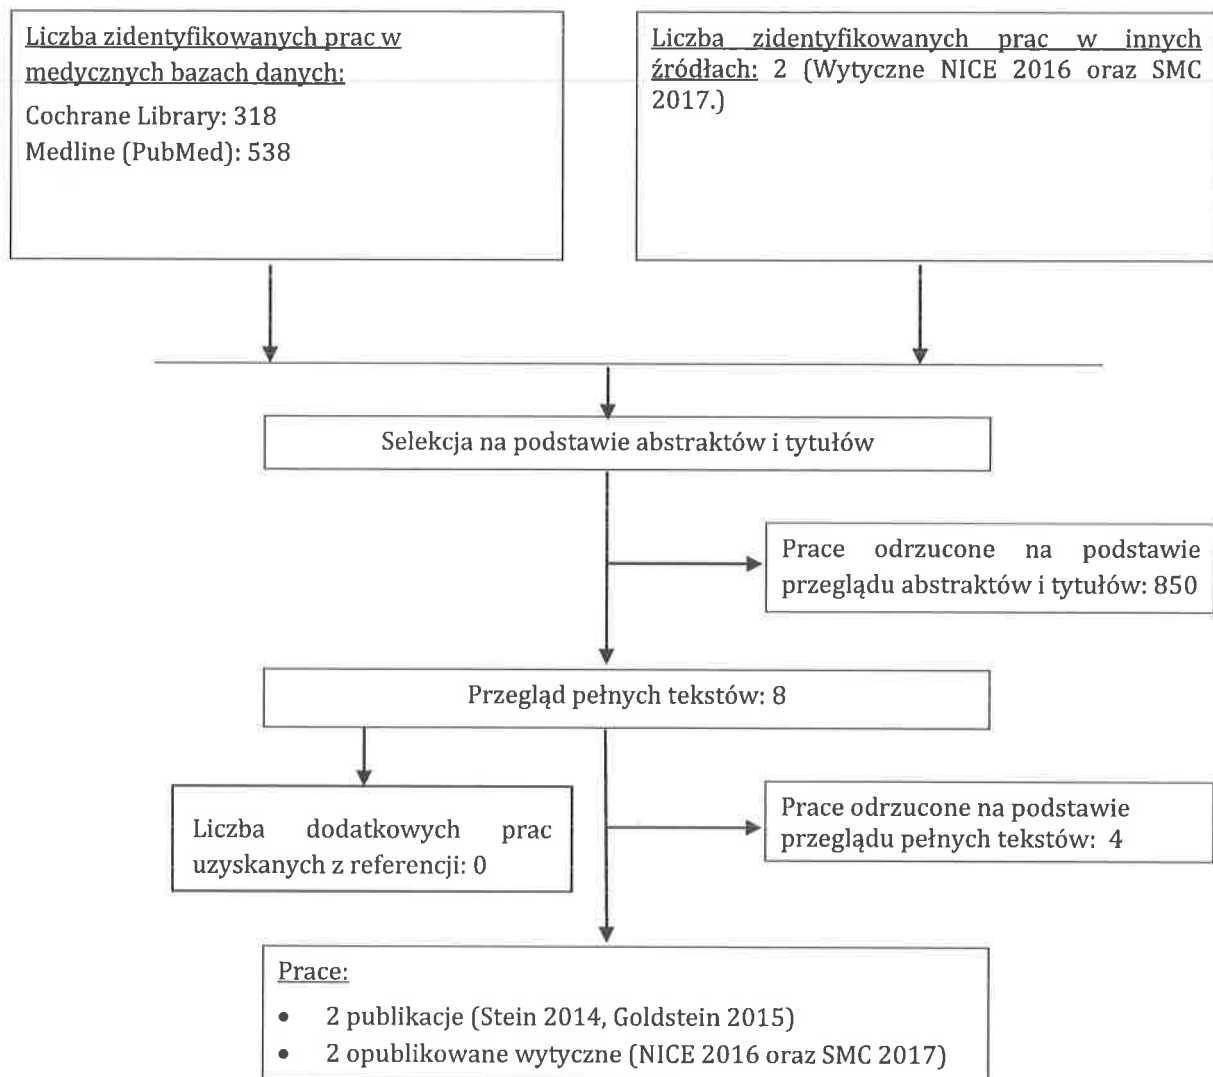 Liczba zidentyfikowanych prac w
medycznych bazach danych:
Cochrane Library: 318
Medline (PubMed): 538
Liczba zidentyfikowanych prac w innych
źródłach: 2 (Wytyczne NICE 2016 oraz SMC
2017.)
Selekcja na podstawie abstraktów i tytułów
Prace odrzucone na podstawie
przeglądu abstraktów i tytułów: 850
Przegląd pełnych tekstów: 8
Liczba dodatkowych prac
uzyskanych z referencji: 0
Prace odrzucone na podstawie
przeglądu pełnych tekstów: 4
Prace:
• 2 publikacje (Stein 2014, Goldstein 2015)
• 2 opublikowane wytyczne (NICE 2016 oraz SMC 2017)